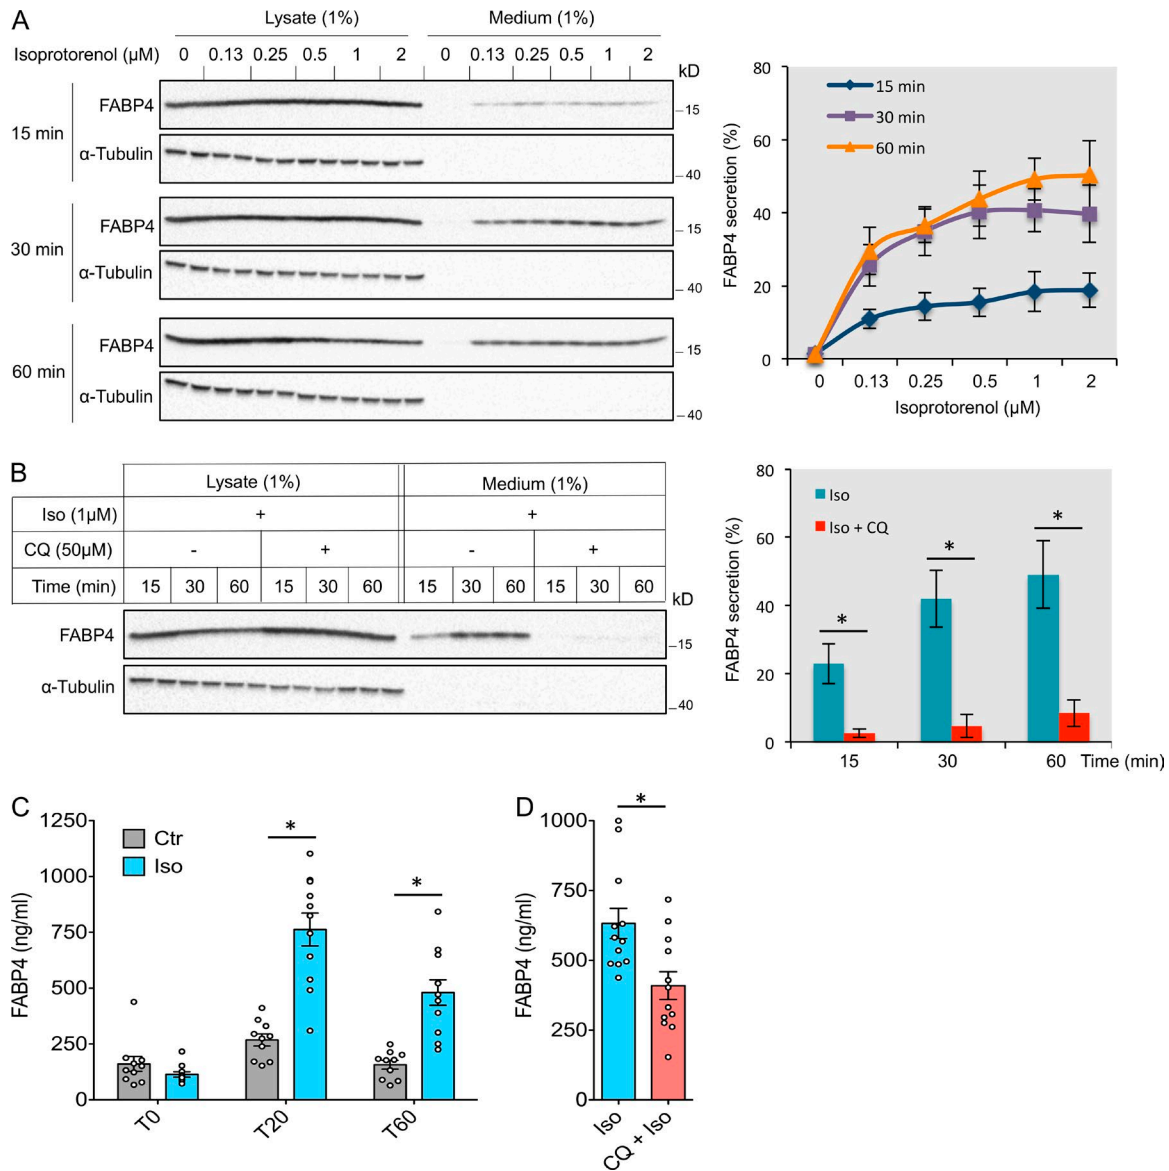 A
Lysate (1%)
Medium (1%)
Isoprotorenol (μM) 0 0.13 0.25 0.5 1 2 0 0.13 0.25 0.5 1 2
kD
15 min
FABP4
15
α-Tubulin
40
30 min
FABP4
15
α-Tubulin
40
60 min
FABP4
15
α-Tubulin
40
FABP4 secretion (%)
80
60
40
20
0
15 min
30 min
60 min
0 0.13 0.25 0.5 1 2
Isoprotorenol (μM)
B
Lysate (1%) Medium (1%)
Iso (1μM) + +
CQ (50μM) - + - +
Time (min) 15 30 60 15 30 60 15 30 60 15 30 60
kD
FABP4
15
α-Tubulin
40
FABP4 secretion (%)
80
60
40
20
0
Iso
Iso + CQ
* * *
15 30 60 Time (min)
C
FABP4 (ng/ml)
1250
1000
750
500
250
0
Ctr
Iso
* *
T0 T20 T60
D
FABP4 (ng/ml)
1000
750
500
250
0
*
Iso CQ + Iso